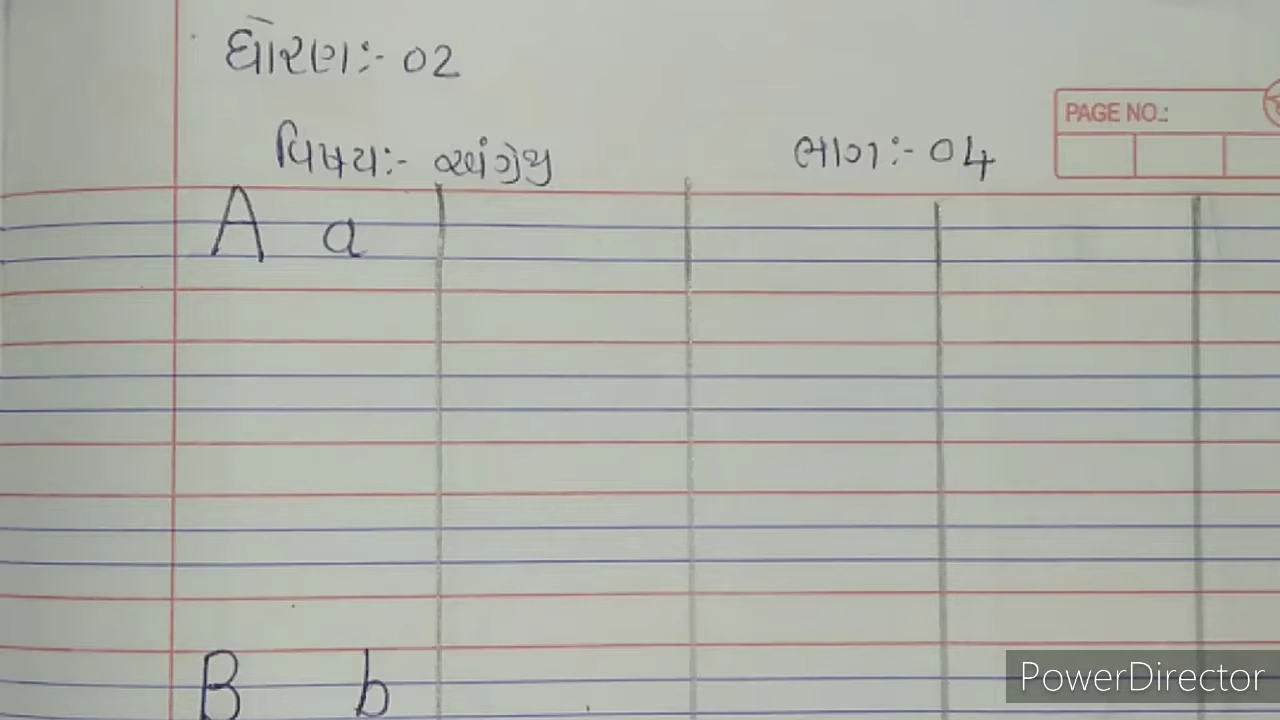 ધોરણ:- 02
PAGE NO.:
વિષય:- અંગ્રેજી ભાગ:- 04
A a
B b
PowerDirector